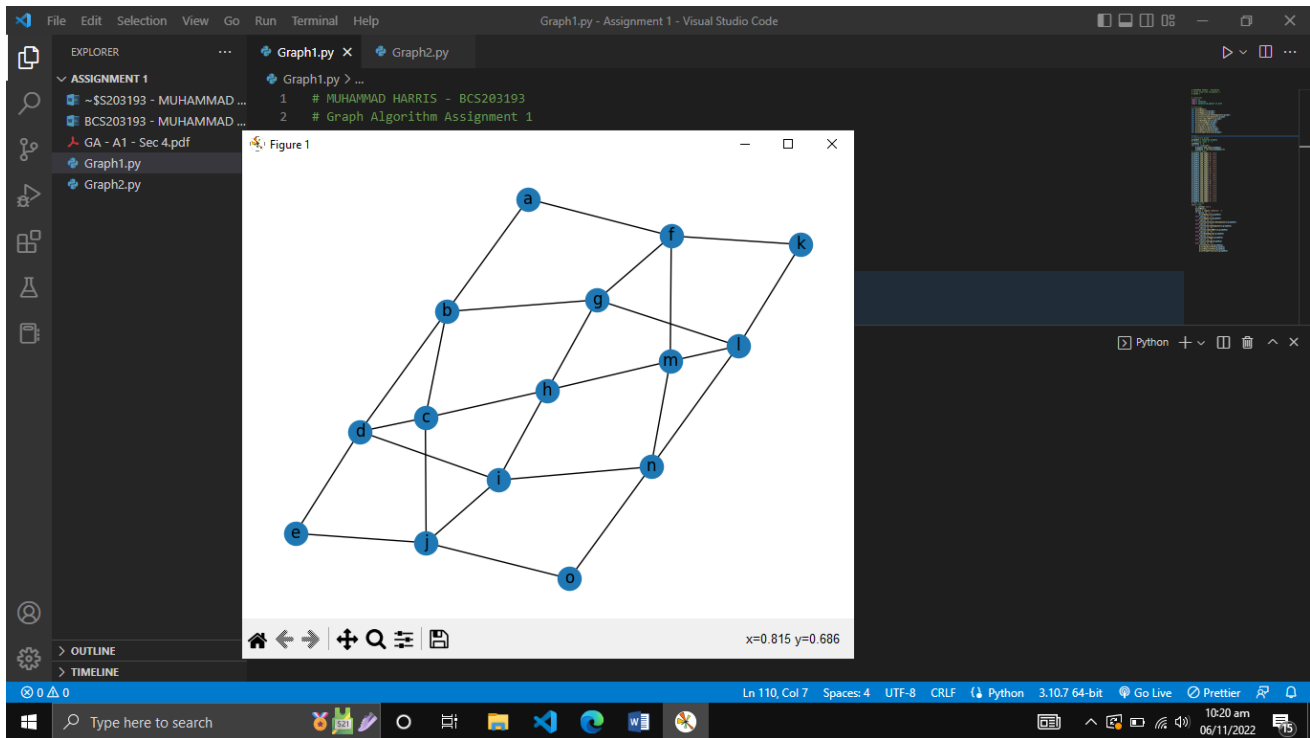 File Edit Selection View Go Run Terminal Help
Graph1.py - Assignment 1 - Visual Studio Code
EXPLORER
ASSIGNMENT 1
~$S203193 - MUHAMMAD ...
BCS203193 - MUHAMMAD ...
GA - A1 - Sec 4.pdf
Graph1.py
Graph2.py
OUTLINE
TIMELINE
Graph1.py
Graph2.py
Graph1.py > ...
1 # MUHAMMAD HARRIS - BCS203193
2 # Graph Algorithm Assignment 1
Figure 1
a
f
k
b
g
l
m
h
c
d
i
n
e
j
o
x=0.815 y=0.686
Python
0 0
Ln 110, Col 7 Spaces: 4 UTF-8 CRLF Python 3.10.7 64-bit Go Live Prettier
Type here to search
521
10:20 am
06/11/2022
15